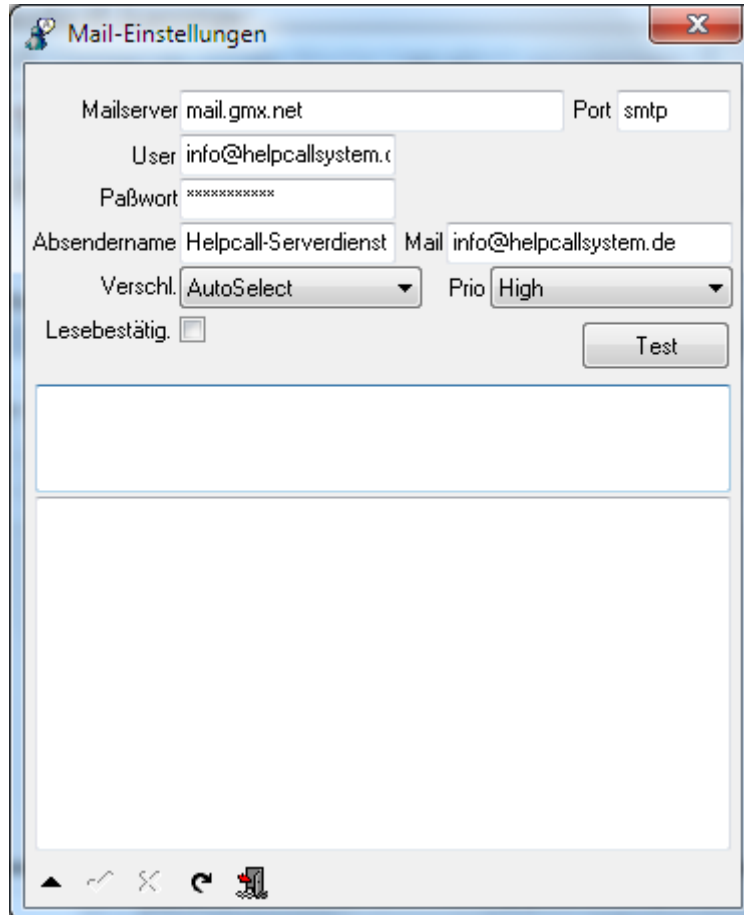 Mail-Einstellungen
Mailserver mail.gmx.net Port smtp
User info@helpcallsystem.
Paßwort ***********
Absendername Helpcall-Serverdienst Mail info@helpcallsystem.de
Verschl. AutoSelect Prio High
Lesebestätig.
Test